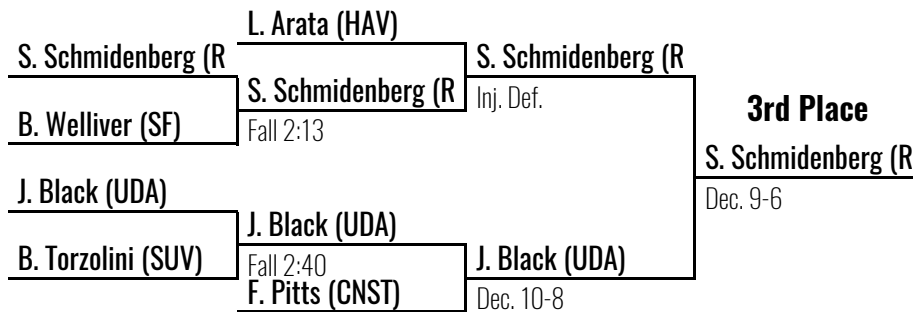 L. Arata (HAV)
S. Schmidenberg (R
S. Schmidenberg (R
S. Schmidenberg (R
Inj. Def.
3rd Place
B. Welliver (SF)
Fall 2:13
S. Schmidenberg (R
Dec. 9-6
J. Black (UDA)
J. Black (UDA)
B. Torzolini (SUV)
Fall 2:40
J. Black (UDA)
F. Pitts (CNST)
Dec. 10-8